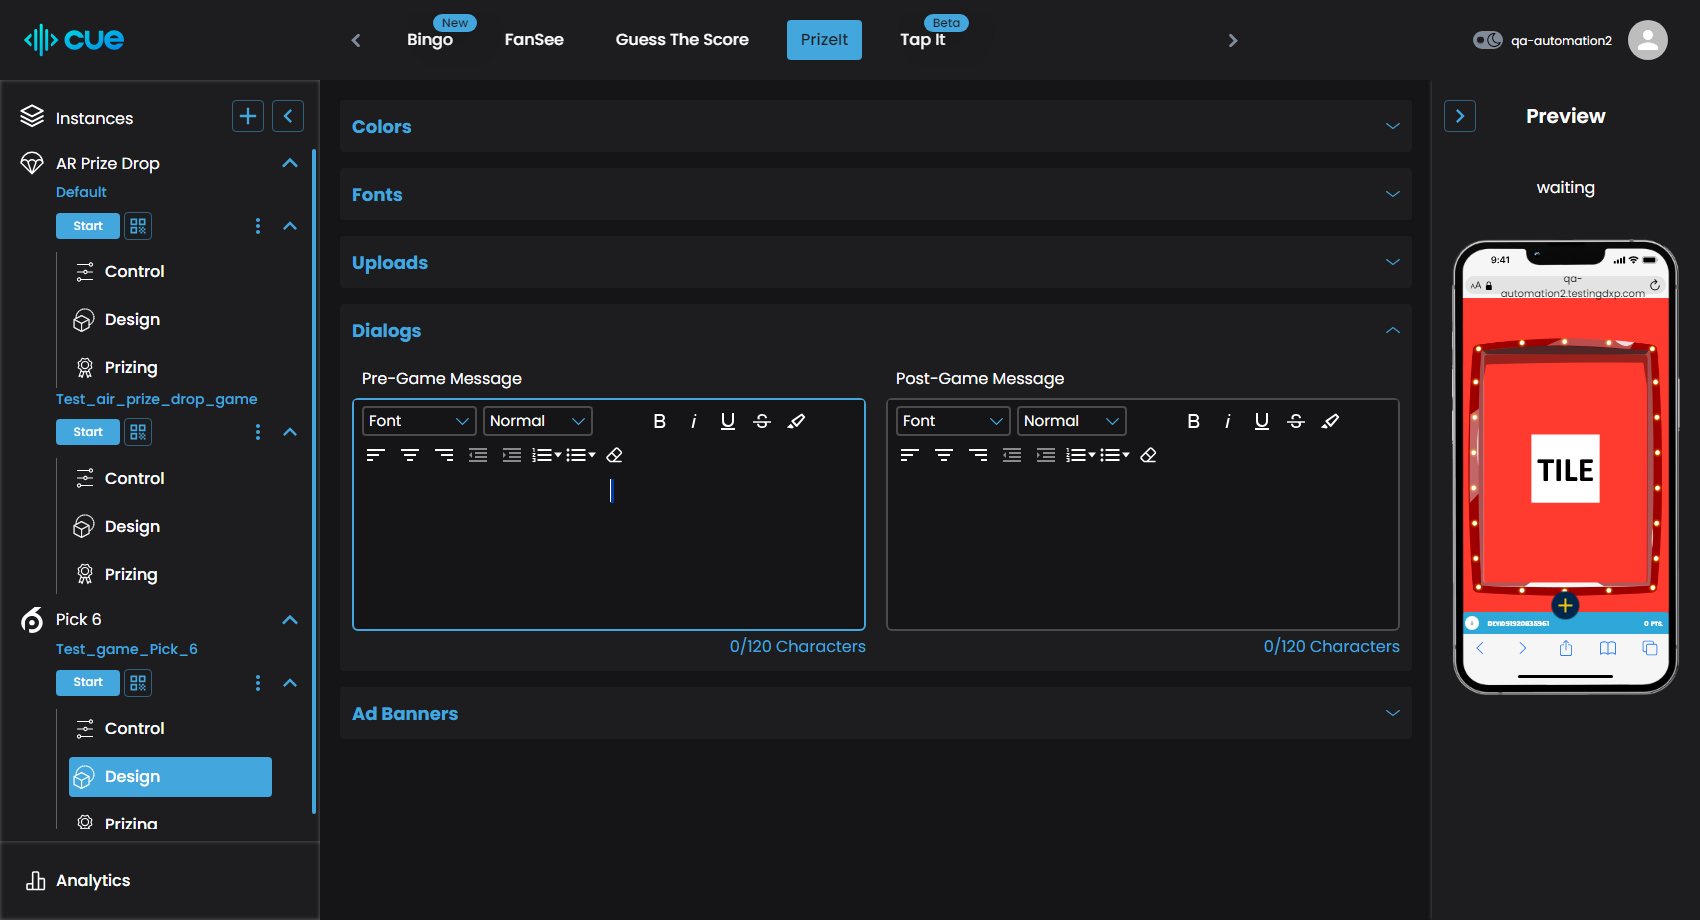 cue
New
Bingo
FanSee
Guess The Score
PrizeIt
Beta
Tap It
qa-automation2
Instances
AR Prize Drop
Default
Start
Control
Design
Prizing
Test_air_prize_drop_game
Start
Control
Design
Prizing
Pick 6
Test_game_Pick_6
Start
Control
Design
Prizing
Analytics
Colors
Fonts
Uploads
Dialogs
Pre-Game Message
Font
Normal
B i U S
0/120 Characters
Post-Game Message
Font
Normal
B i U S
0/120 Characters
Ad Banners
Preview
waiting
9:41
AA
qa-
automation2.testingdxp.com
TILE
0 PTS.